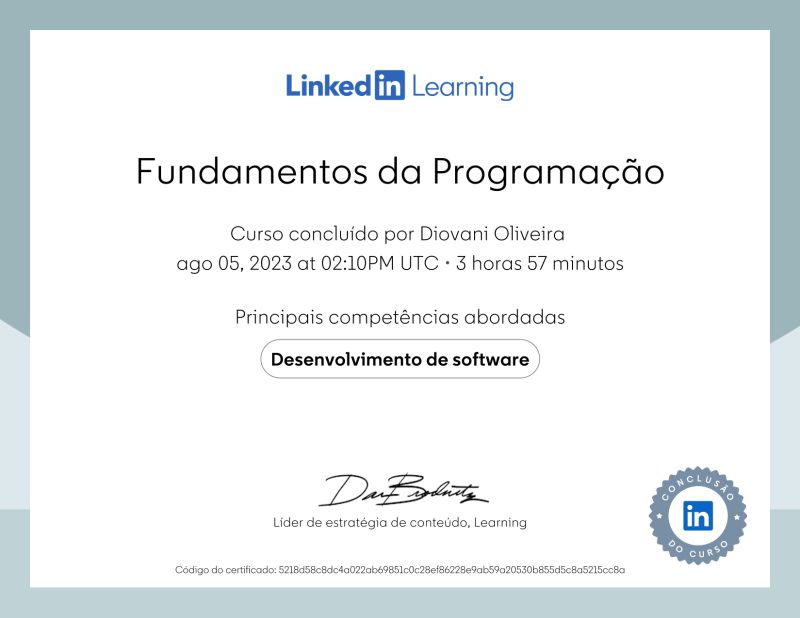 Linked in Learning
Fundamentos da Programação
Curso concluído por Diovani Oliveira
ago 05, 2023 at 02:10PM UTC • 3 horas 57 minutos
Principais competências abordadas
Desenvolvimento de software
Líder de estratégia de conteúdo, Learning
CONCLUSÃO
in
DO CURSO
Código do certificado: 5218d58c8dc4a022ab69851c0c28ef86228e9ab59a20530b855d5c8a5215cc8a